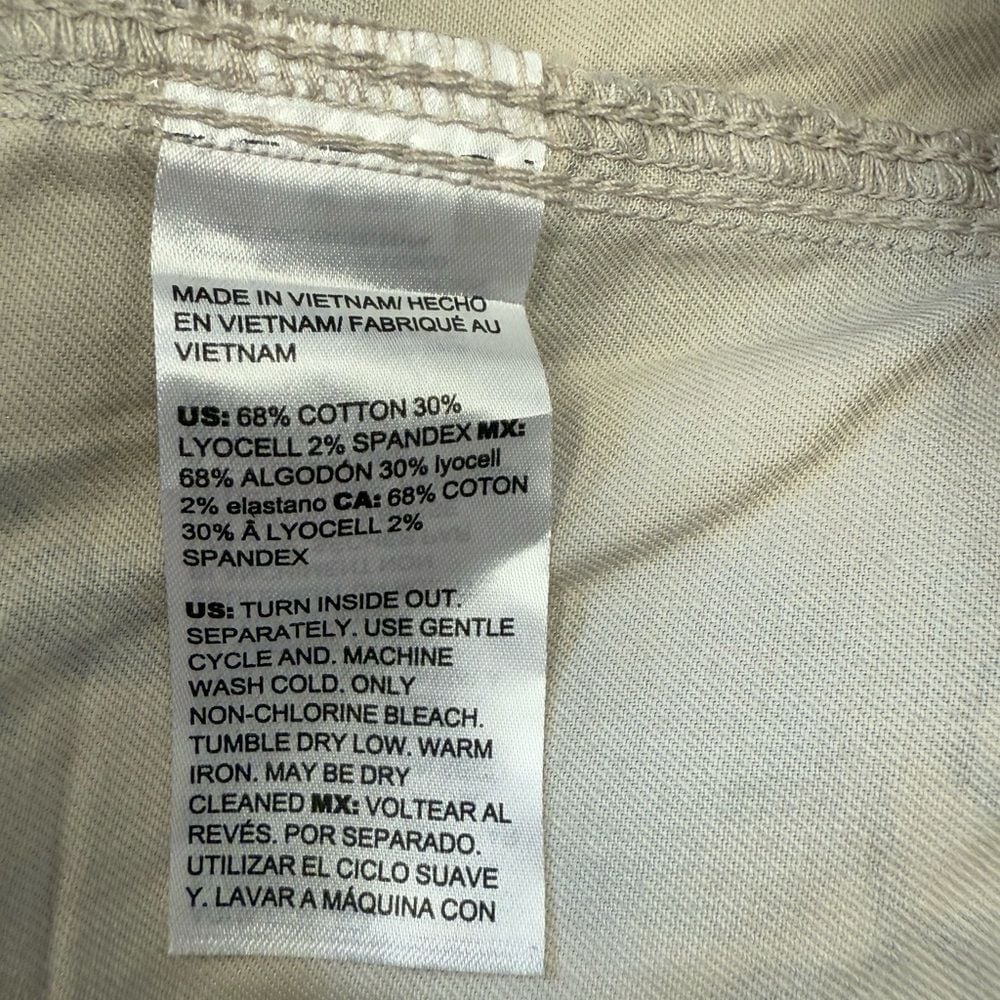 MADE IN VIETNAM/ HECHO
EN VIETNAM/ FABRIQUÉ AU
VIETNAM
US: 68% COTTON 30%
LYOCELL 2% SPANDEX MX:
68% ALGODÓN 30% lyocell
2% elastano CA: 68% COTON
30% Â LYOCELL 2%
SPANDEX
US: TURN INSIDE OUT.
SEPARATELY. USE GENTLE
CYCLE AND. MACHINE
WASH COLD. ONLY
NON-CHLORINE BLEACH.
TUMBLE DRY LOW. WARM
IRON. MAY BE DRY
CLEANED MX: VOLTEAR AL
REVÉS. POR SEPARADO.
UTILIZAR EL CICLO SUAVE
Y. LAVAR A MÁQUINA CON